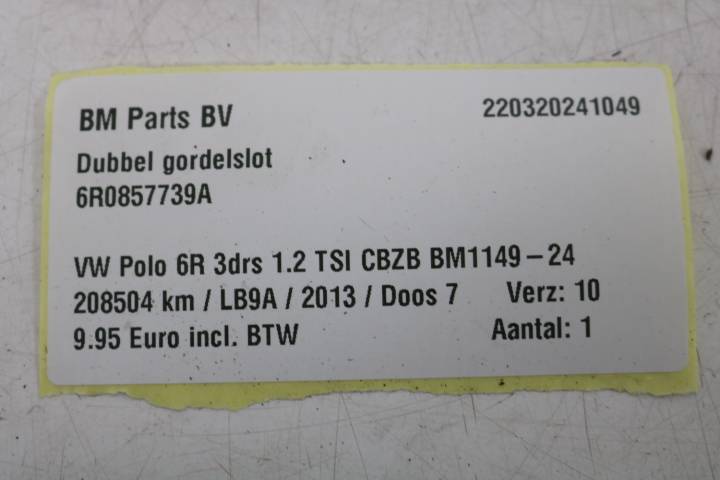 BM Parts BV 220320241049
Dubbel gordelslot
6R0857739A
VW Polo 6R 3drs 1.2 TSI CBZB BM1149-24
208504 km / LB9A / 2013 / Doos 7 Verz: 10
9.95 Euro incl. BTW Aantal: 1